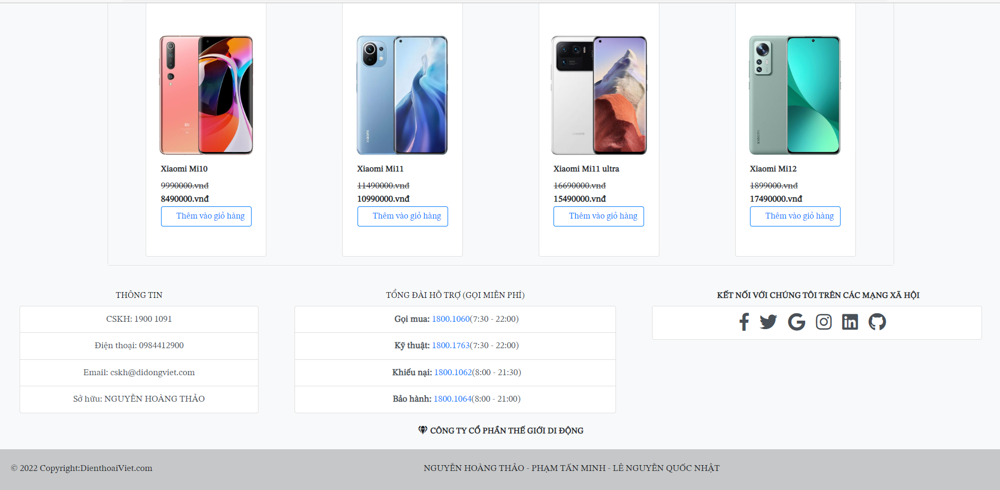 Xiaomi Mi10
9990000.vnđ
8490000.vnđ
Thêm vào giỏ hàng
Xiaomi Mi11
11490000.vnđ
10990000.vnđ
Thêm vào giỏ hàng
Xiaomi Mi11 ultra
16690000.vnđ
15490000.vnđ
Thêm vào giỏ hàng
Xiaomi Mi12
1899000.vnđ
17490000.vnđ
Thêm vào giỏ hàng
THÔNG TIN
CSKH: 1900 1091
Điện thoại: 0984412900
Email: cskh@didongviet.com
Sở hữu: NGUYỄN HOÀNG THẢO
TỔNG ĐÀI HỖ TRỢ (GỌI MIỄN PHÍ)
Gọi mua: 1800.1060(7:30 - 22:00)
Kỹ thuật: 1800.1763(7:30 - 22:00)
Khiếu nại: 1800.1062(8:00 - 21:30)
Bảo hành: 1800.1064(8:00 - 21:00)
KẾT NỐI VỚI CHÚNG TÔI TRÊN CÁC MẠNG XÃ HỘI
CÔNG TY CỔ PHẦN THẾ GIỚI DI ĐỘNG
© 2022 Copyright:DienthoaiViet.com
NGUYỄN HOÀNG THẢO - PHẠM TẤN MINH - LÊ NGUYỄN QUỐC NHẬT